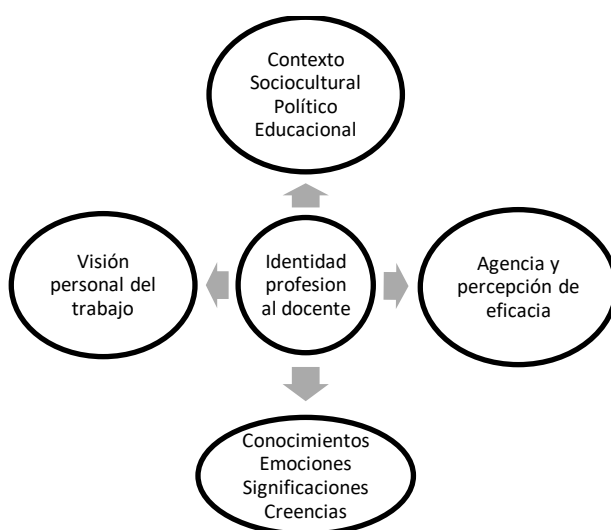 Contexto
Sociocultural
Político
Educacional
Visión
personal del
trabajo
Identidad
profesion
al docente
Agencia y
percepción de
eficacia
Conocimientos
Emociones
Significaciones
Creencias